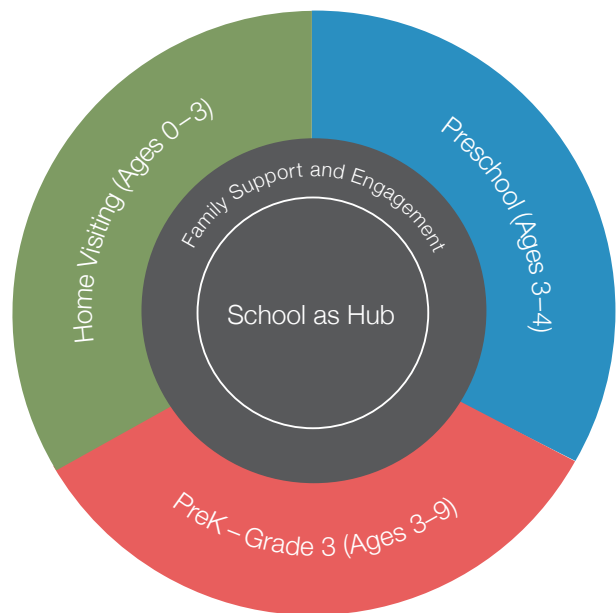 Home Visiting (Ages 0–3)
Preschool (Ages 3–4)
Family Support and Engagement
School as Hub
PreK – Grade 3 (Ages 3–9)